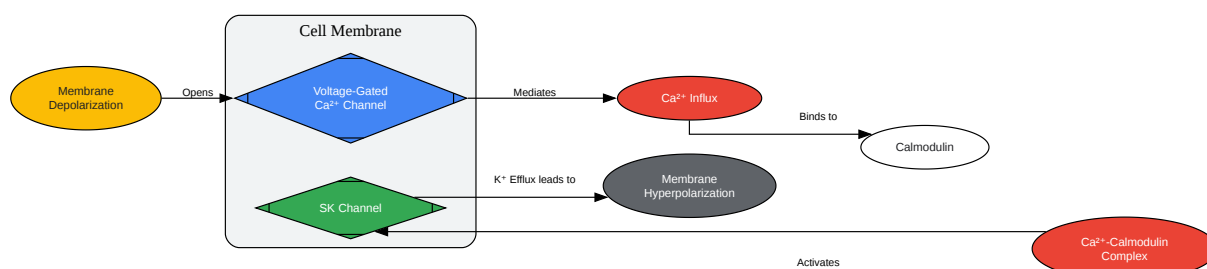 Cell Membrane
Membrane
Depolarization
Opens
Voltage-Gated
Ca²⁺ Channel
Mediates
Ca²⁺ Influx
Binds to
Calmodulin
SK Channel
K⁺ Efflux leads to
Membrane
Hyperpolarization
Ca²⁺-Calmodulin
Complex
Activates